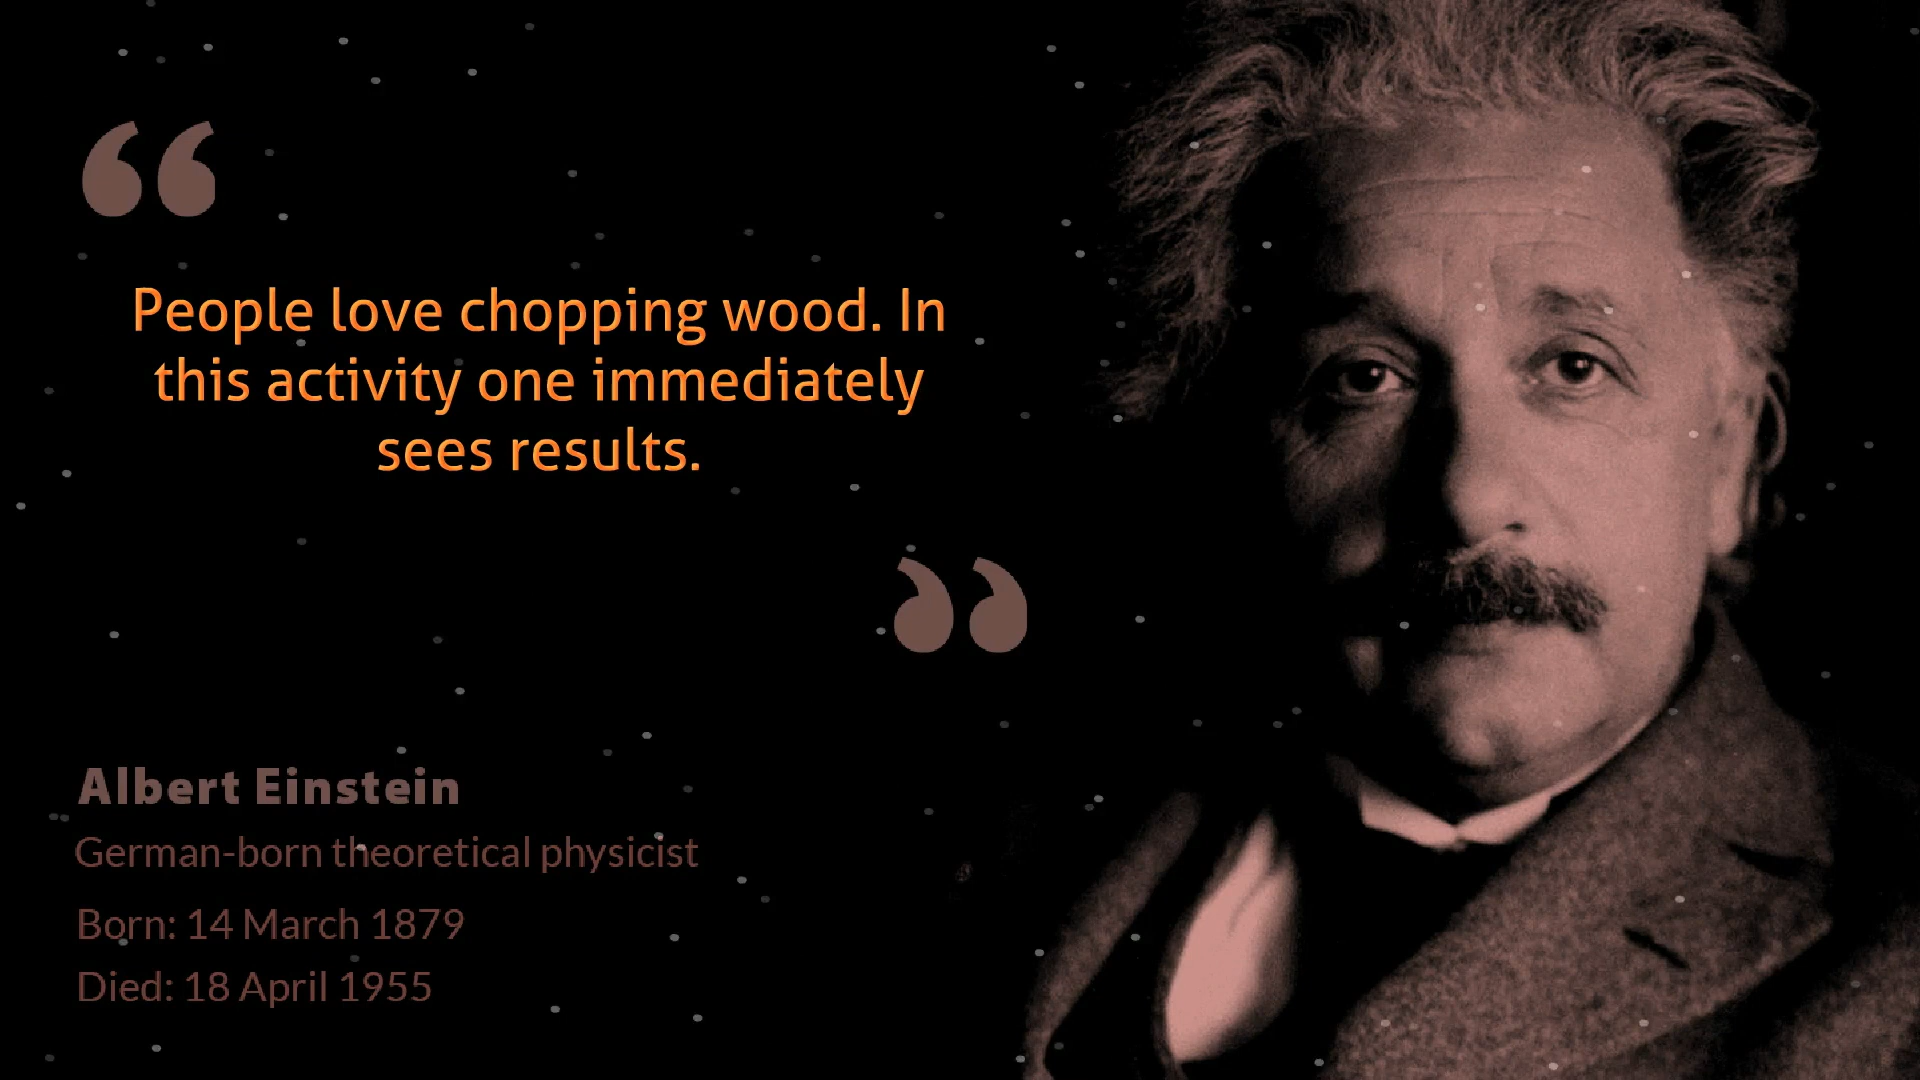 “
People love chopping wood. In
this activity one immediately
sees results.
”
Albert Einstein
German-born theoretical physicist
Born: 14 March 1879
Died: 18 April 1955